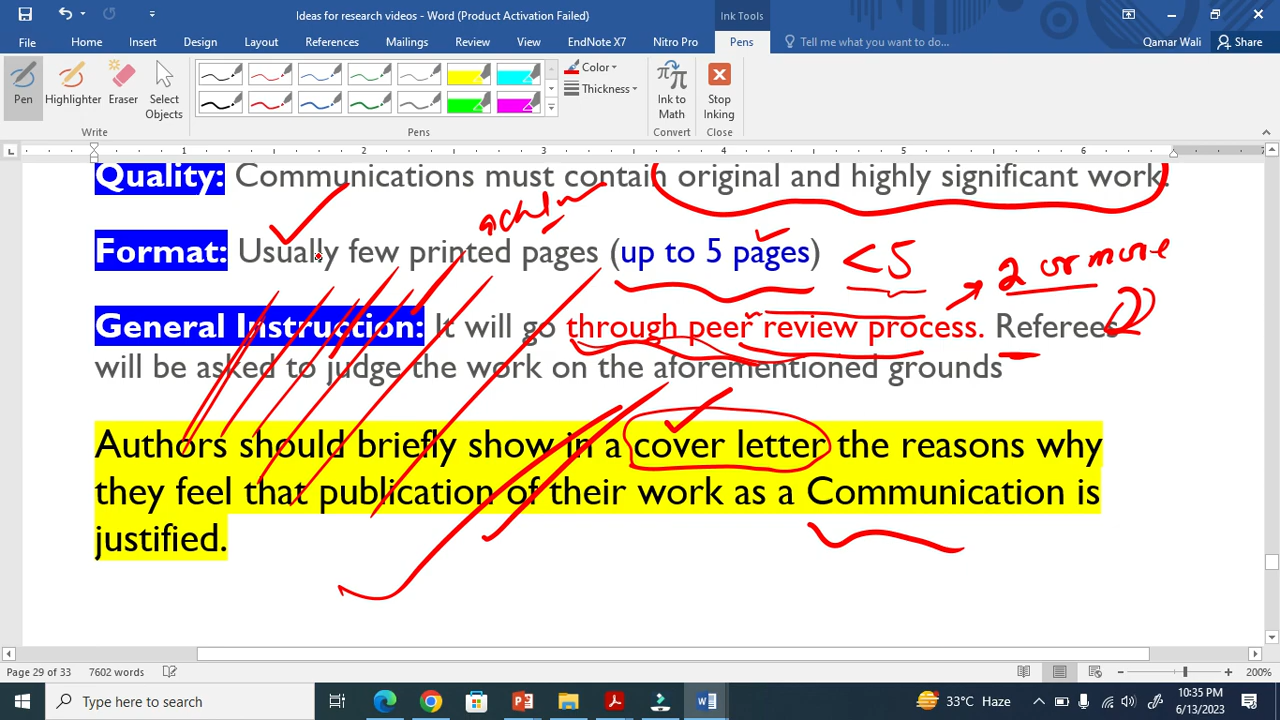 Ideas for research videos - Word (Product Activation Failed)
Ink Tools
File Home Insert Design Layout References Mailings Review View EndNote X7 Nitro Pro Pens Tell me what you want to do... Qamar Wali Share
Pen Highlighter Eraser Select Objects
Color
Thickness
Ink to Math
Stop Inking
Write Pens Convert Close
1 2 3 4 5 6 7
Quality: Communications must contain original and highly significant work.
Format: Usually few printed pages (up to 5 pages) <5
2 or more
General Instruction: It will go through peer review process. Referees
will be asked to judge the work on the aforementioned grounds
Authors should briefly show in a cover letter the reasons why
they feel that publication of their work as a Communication is
justified.
Page 29 of 33 7602 words 200%
Type here to search 33°C Haze 10:35 PM
6/13/2023